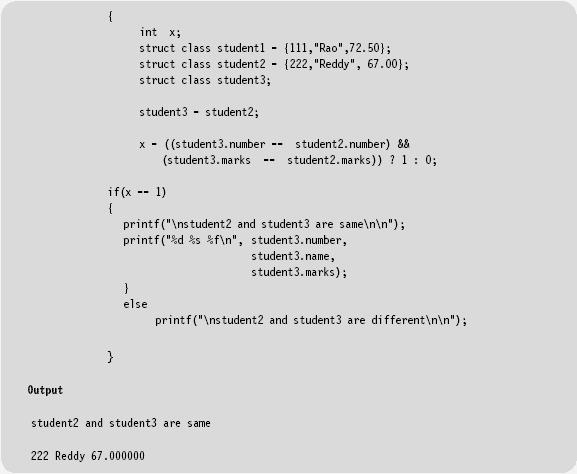 {
int x;
struct class student1 = {111,"Rao",72.50};
struct class student2 = {222,"Reddy", 67.00};
struct class student3;
student3 = student2;
x = ((student3.number == student2.number) &&
(student3.marks == student2.marks)) ? 1 : 0;
if(x == 1)
{
printf("\nstudent2 and student3 are same\n\n");
printf("%d %s %f\n", student3.number,
student3.name,
student3.marks);
}
else
printf("\nstudent2 and student3 are different\n\n");
}
Output
student2 and student3 are same
222 Reddy 67.000000